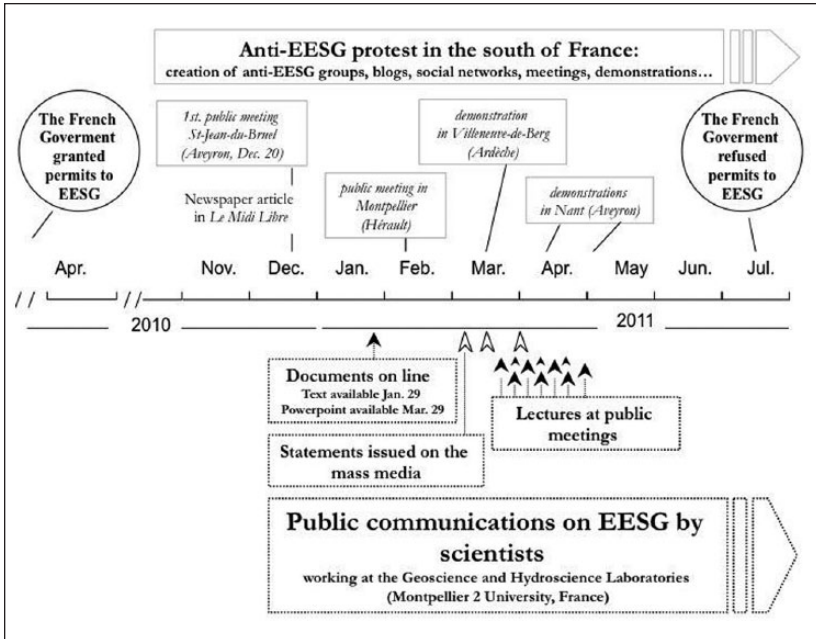 Anti-EESG protest in the south of France:
creation of anti-EESG groups, blogs, social networks, meetings, demonstrations...
The French
Goverment
granted
permits to
EESG
1st. public meeting
St-Jean-du-Bruel
(Aveyron, Dec. 20)
Newspaper article
in Le Midi Libre
public meeting in
Montpellier
(Hérault)
demonstration
in Villeneuve-de-Berg
(Ardèche)
demonstrations
in Nant (Aveyron)
The French
Goverment
refused
permits to
EESG
Apr. Nov. Dec. Jan. Feb. Mar. Apr. May Jun. Jul.
// //
2010 2011
Documents on line
Text available Jan. 29
Powerpoint available Mar. 29
Statements issued on the
mass media
Lectures at public
meetings
Public communications on EESG by
scientists
working at the Geoscience and Hydroscience Laboratories
(Montpellier 2 University, France)